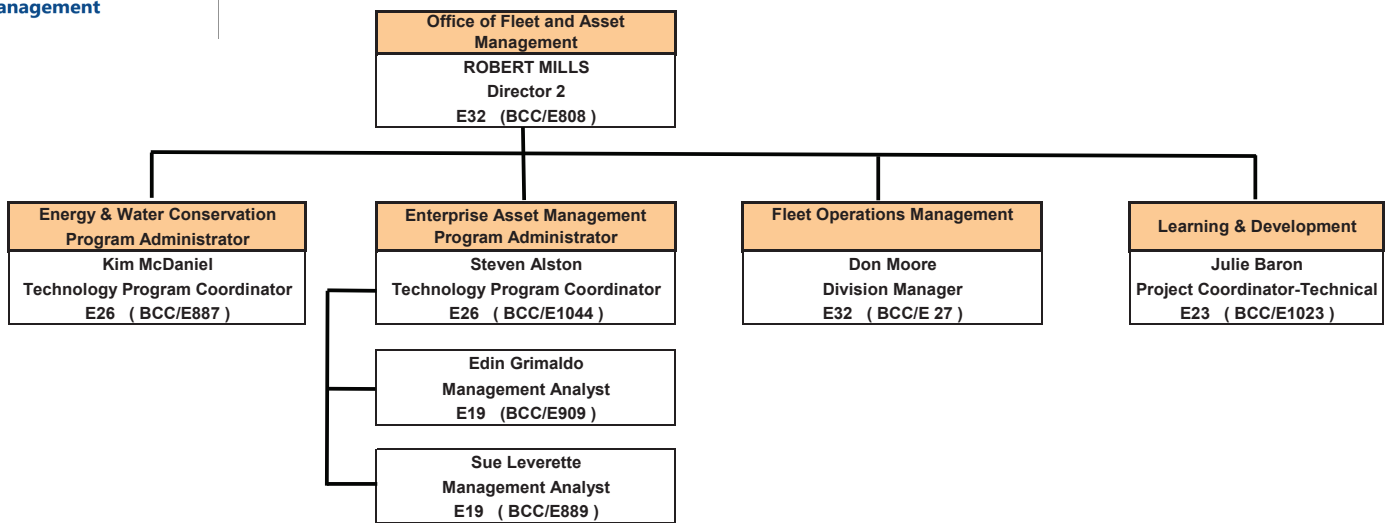 Office of Fleet and Asset
Management
ROBERT MILLS
Director 2
E32 (BCC/E808 )
Energy & Water Conservation
Program Administrator
Kim McDaniel
Technology Program Coordinator
E26 ( BCC/E887 )
Enterprise Asset Management
Program Administrator
Steven Alston
Technology Program Coordinator
E26 ( BCC/E1044 )
Edin Grimaldo
Management Analyst
E19 (BCC/E909 )
Sue Leverette
Management Analyst
E19 ( BCC/E889 )
Fleet Operations Management
Don Moore
Division Manager
E32 ( BCC/E 27 )
Learning & Development
Julie Baron
Project Coordinator-Technical
E23 ( BCC/E1023 )